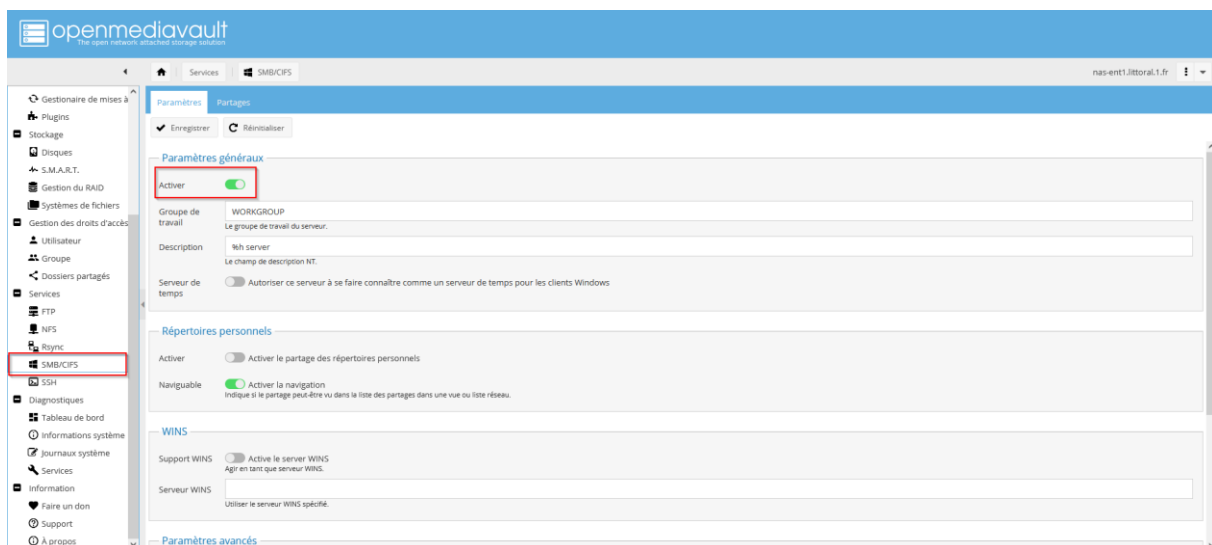 openmediavault
The open network attached storage solution
Services
SMB/CIFS
nas-ent1.littoral.1.fr
Gestionaire de mises à
Plugins
Stockage
Disques
S.M.A.R.T.
Gestion du RAID
Systèmes de fichiers
Gestion des droits d'accès
Utilisateur
Groupe
Dossiers partagés
Services
FTP
NFS
Rsync
SMB/CIFS
SSH
Diagnostiques
Tableau de bord
Informations système
Journaux système
Services
Information
Faire un don
Support
À propos
Paramètres Partages
Enregistrer Réinitialiser
Paramètres généraux
Activer
Groupe de travail
WORKGROUP
Le groupe de travail du serveur.
Description
%h server
Le champ de description NT.
Serveur de temps
Autoriser ce serveur à se faire connaître comme un serveur de temps pour les clients Windows
Répertoires personnels
Activer
Activer le partage des répertoires personnels
Naviguable
Activer la navigation
Indique si le partage peut-être vu dans la liste des partages dans une vue ou liste réseau.
WINS
Support WINS
Active le server WINS
Agir en tant que serveur WINS.
Serveur WINS
Utiliser le serveur WINS spécifié.
Paramètres avancés